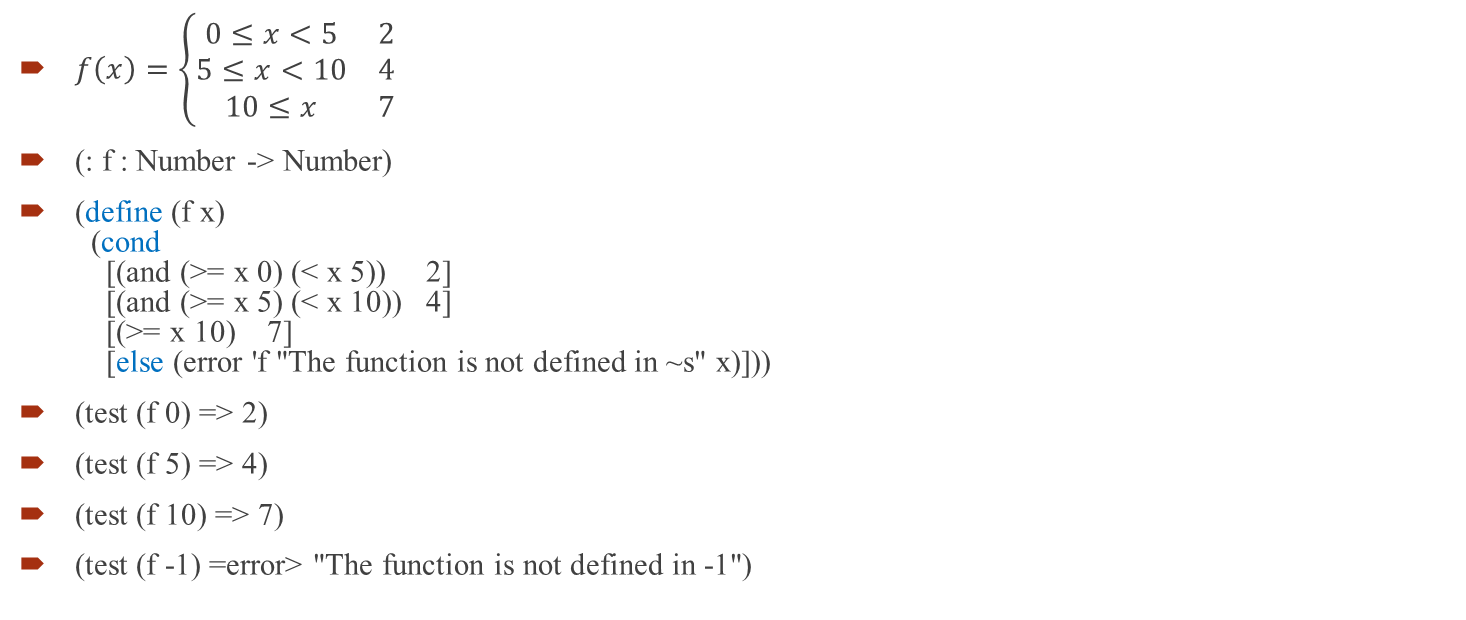 f(x) = { 0 ≤ x < 5 2
5 ≤ x < 10 4
10 ≤ x 7
(: f : Number -> Number)
(define (f x)
(cond
[(and (>= x 0) (< x 5)) 2]
[(and (>= x 5) (< x 10)) 4]
[(>= x 10) 7]
[else (error 'f "The function is not defined in ~s" x)]))
(test (f 0) => 2)
(test (f 5) => 4)
(test (f 10) => 7)
(test (f -1) =error> "The function is not defined in -1")